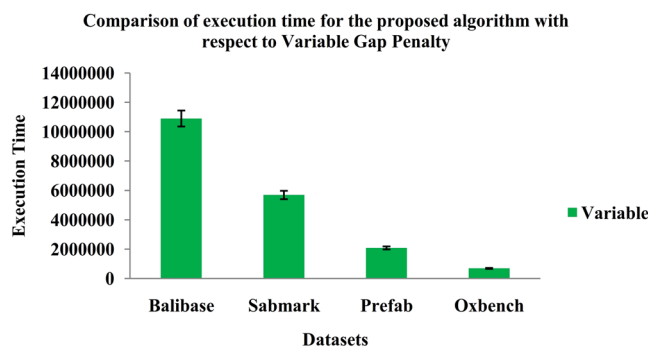 Comparison of execution time for the proposed algorithm with
respect to Variable Gap Penalty
14000000
12000000
10000000
8000000
6000000
4000000
2000000
0
Execution Time
Balibase Sabmark Prefab Oxbench
Datasets
Variable